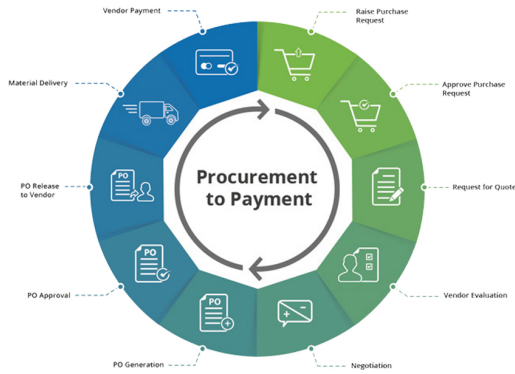 Vendor Payment
Raise Purchase
Request
Material Delivery
Approve Purchase
Request
PO
PO Release
to Vendor
Procurement
to Payment
Request for Quote
PO
PO Approval
Vendor Evaluation
PO
PO Generation
Negotiation